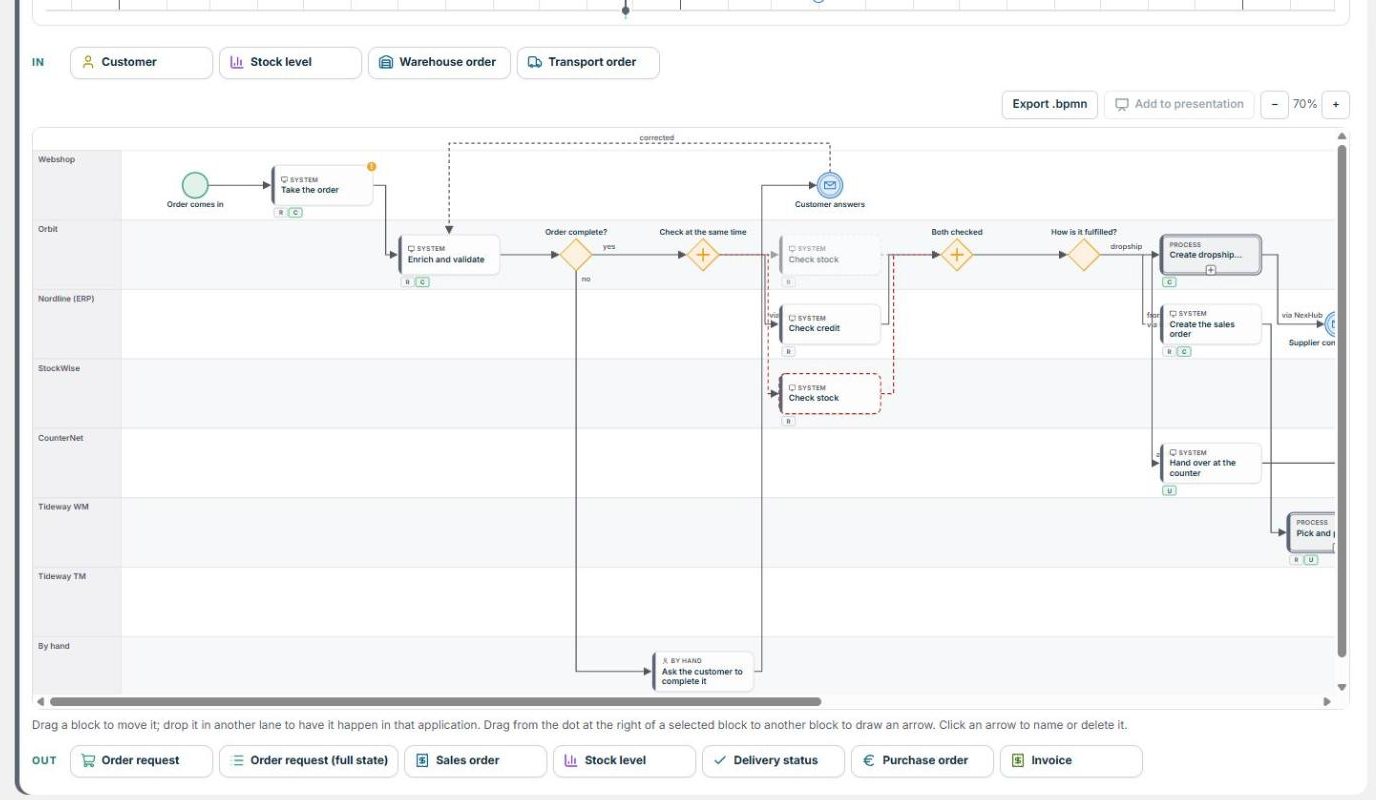 IN
Customer
Stock level
Warehouse order
Transport order
Export .bpmn
Add to presentation
−
70%
+
corrected
Webshop
Order comes in
SYSTEM
Take the order
R C
Customer answers
Orbit
SYSTEM
Enrich and validate
R C
Order complete?
yes
no
Check at the same time
SYSTEM
Check stock
R
Both checked
How is it fulfilled?
dropship
PROCESS
Create dropship...
C
Nordline (ERP)
via
SYSTEM
Check credit
R
via
SYSTEM
Create the sales
order
R C
via NexHub
Supplier con
StockWise
SYSTEM
Check stock
R
CounterNet
SYSTEM
Hand over at the
counter
U
Tideway WM
PROCESS
Pick and
R U
Tideway TM
By hand
BY HAND
Ask the customer to
complete it
Drag a block to move it; drop it in another lane to have it happen in that application. Drag from the dot at the right of a selected block to another block to draw an arrow. Click an arrow to name or delete it.
OUT
Order request
Order request (full state)
Sales order
Stock level
Delivery status
Purchase order
Invoice